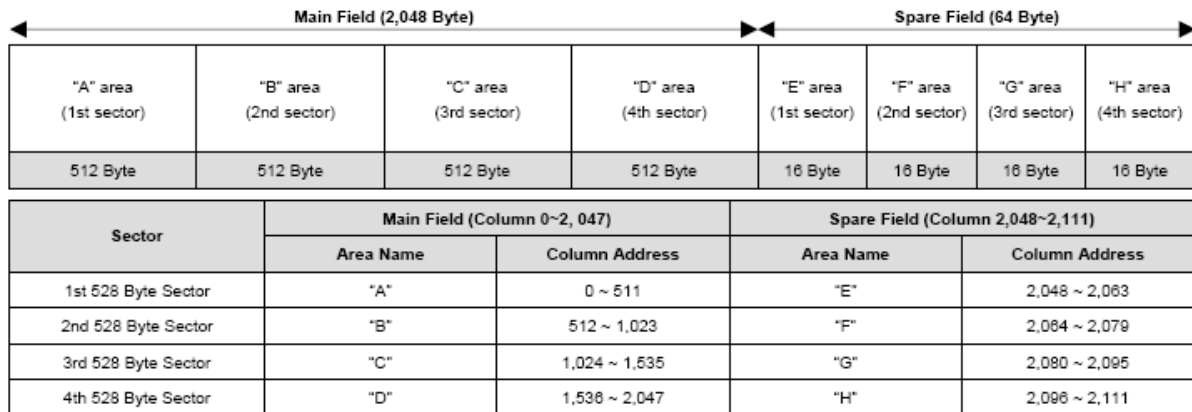 Main Field (2,048 Byte) Spare Field (64 Byte)
"A" area "B" area "C" area "D" area "E" area "F" area "G" area "H" area
(1st sector) (2nd sector) (3rd sector) (4th sector) (1st sector) (2nd sector) (3rd sector) (4th sector)
512 Byte 512 Byte 512 Byte 512 Byte 16 Byte 16 Byte 16 Byte 16 Byte
Sector Main Field (Column 0~2, 047) Spare Field (Column 2,048~2,111)
Area Name Column Address Area Name Column Address
1st 528 Byte Sector "A" 0 ~ 511 "E" 2,048 ~ 2,063
2nd 528 Byte Sector "B" 512 ~ 1,023 "F" 2,064 ~ 2,079
3rd 528 Byte Sector "C" 1,024 ~ 1,535 "G" 2,080 ~ 2,095
4th 528 Byte Sector "D" 1,536 ~ 2,047 "H" 2,096 ~ 2,111